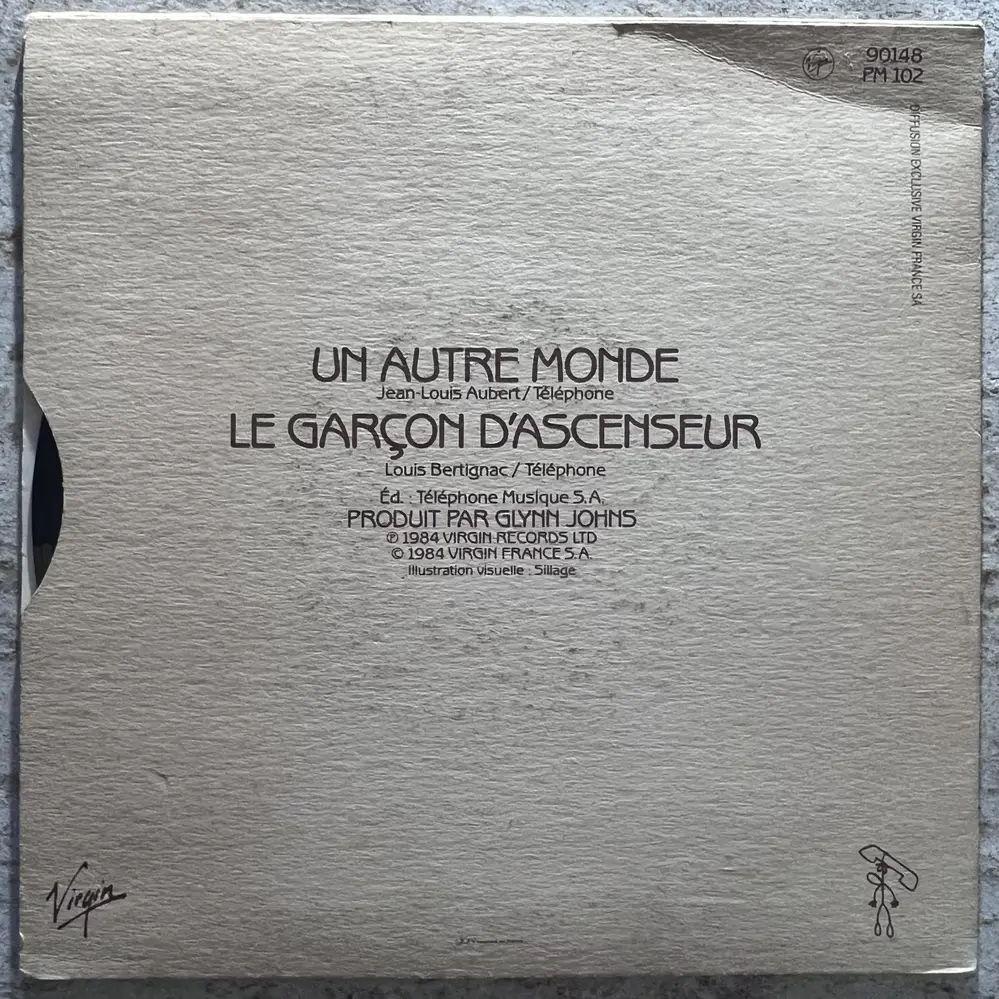 Virgin
90148
PM 102
DIFFUSION EXCLUSIVE VIRGIN FRANCE SA
UN AUTRE MONDE
Jean-Louis Aubert / Téléphone
LE GARÇON D'ASCENSEUR
Louis Bertignac / Téléphone
Éd. : Téléphone Musique S.A.
PRODUIT PAR GLYNN JOHNS
℗ 1984 VIRGIN RECORDS LTD
© 1984 VIRGIN FRANCE S.A.
Illustration visuelle : Sillage
Virgin